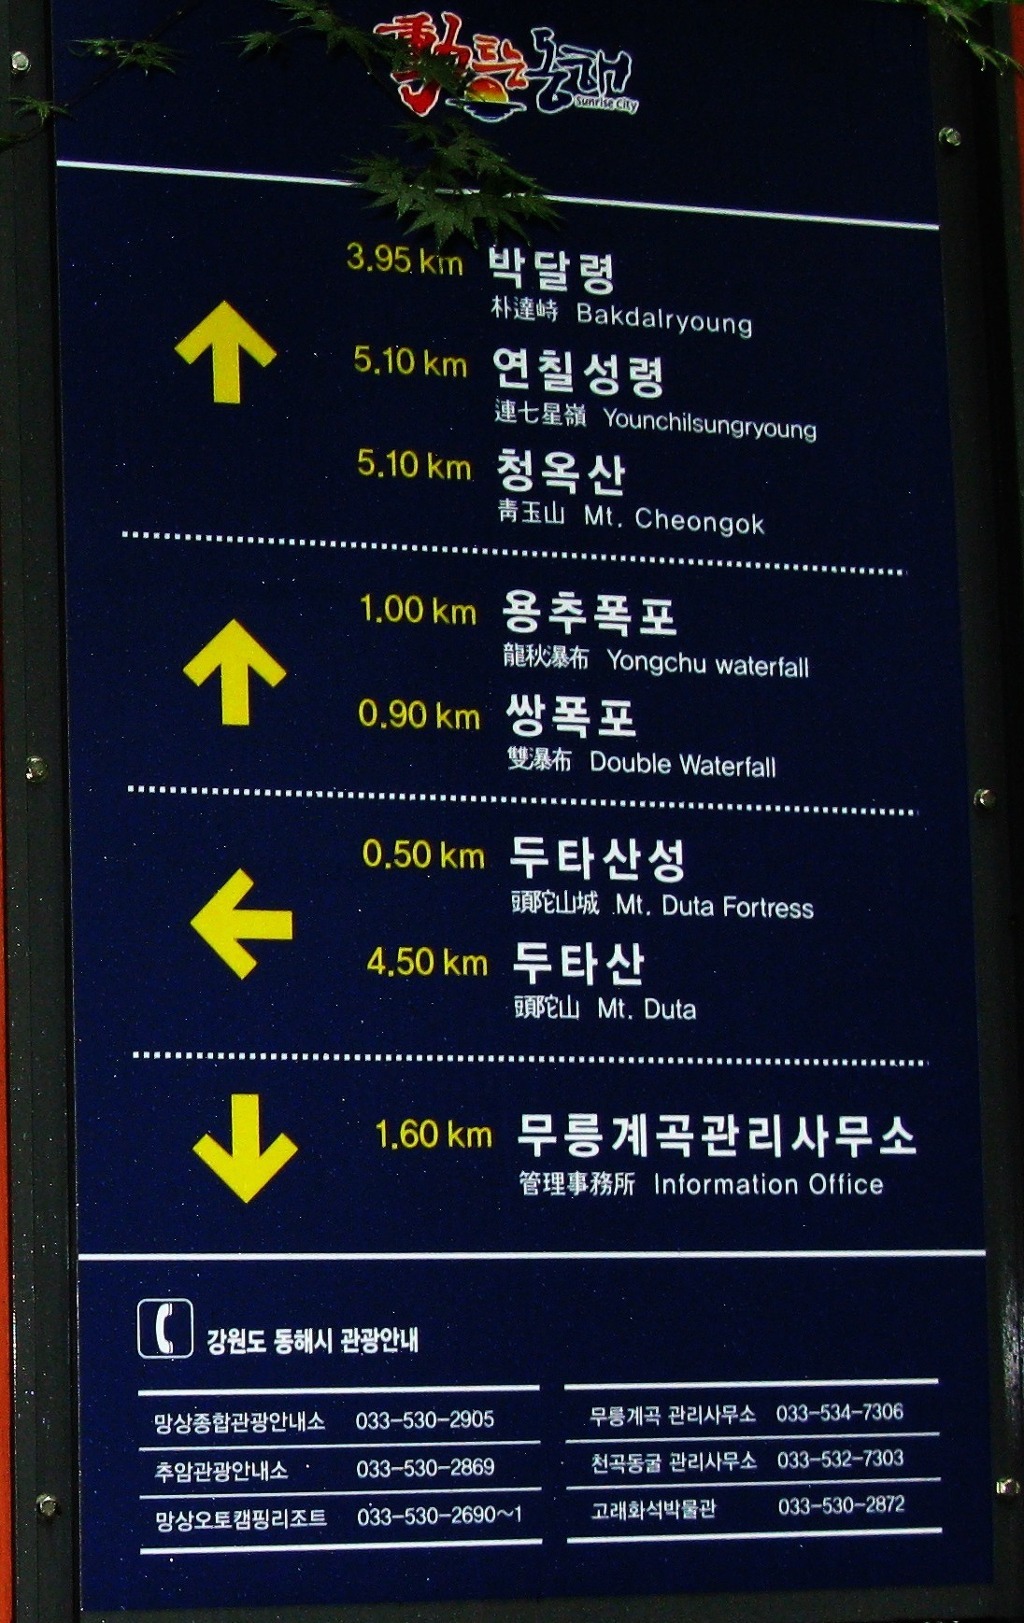 動트는동해
Sunrise City
3.95 km 박달령
朴達峙 Bakdalryoung
5.10 km 연칠성령
連七星嶺 Younchilsungryoung
5.10 km 청옥산
靑玉山 Mt. Cheongok
1.00 km 용추폭포
龍秋瀑布 Yongchu waterfall
0.90 km 쌍폭포
雙瀑布 Double Waterfall
0.50 km 두타산성
頭陀山城 Mt. Duta Fortress
4.50 km 두타산
頭陀山 Mt. Duta
1.60 km 무릉계곡관리사무소
管理事務所 Information Office
강원도 동해시 관광안내
망상종합관광안내소 033-530-2905
추암관광안내소 033-530-2869
망상오토캠핑리조트 033-530-2690~1
무릉계곡 관리사무소 033-534-7306
천곡동굴 관리사무소 033-532-7303
고래화석박물관 033-530-2872